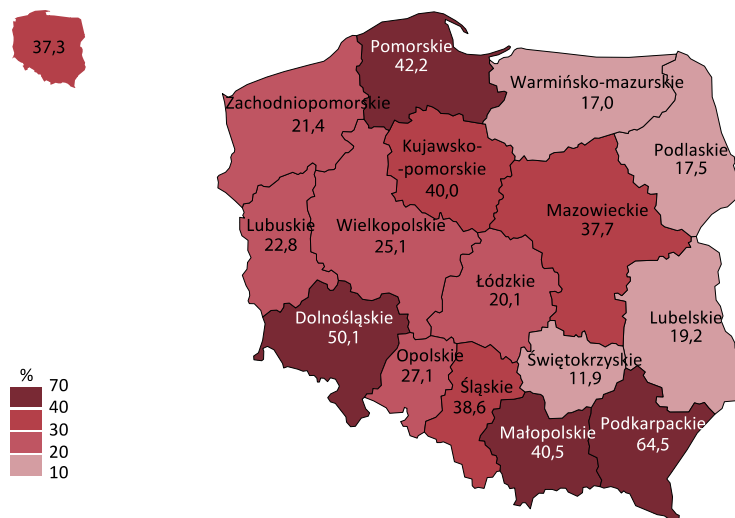 37,3
Pomorskie
42,2
Warmińsko-mazurskie
17,0
Zachodniopomorskie
21,4
Kujawsko-
-pomorskie
40,0
Podlaskie
17,5
Mazowieckie
37,7
Lubuskie
22,8
Wielkopolskie
25,1
Łódzkie
20,1
Dolnośląskie
50,1
Lubelskie
19,2
Opolskie
27,1
Świętokrzyskie
11,9
Śląskie
38,6
Małopolskie
40,5
Podkarpackie
64,5
%
70
40
30
20
10